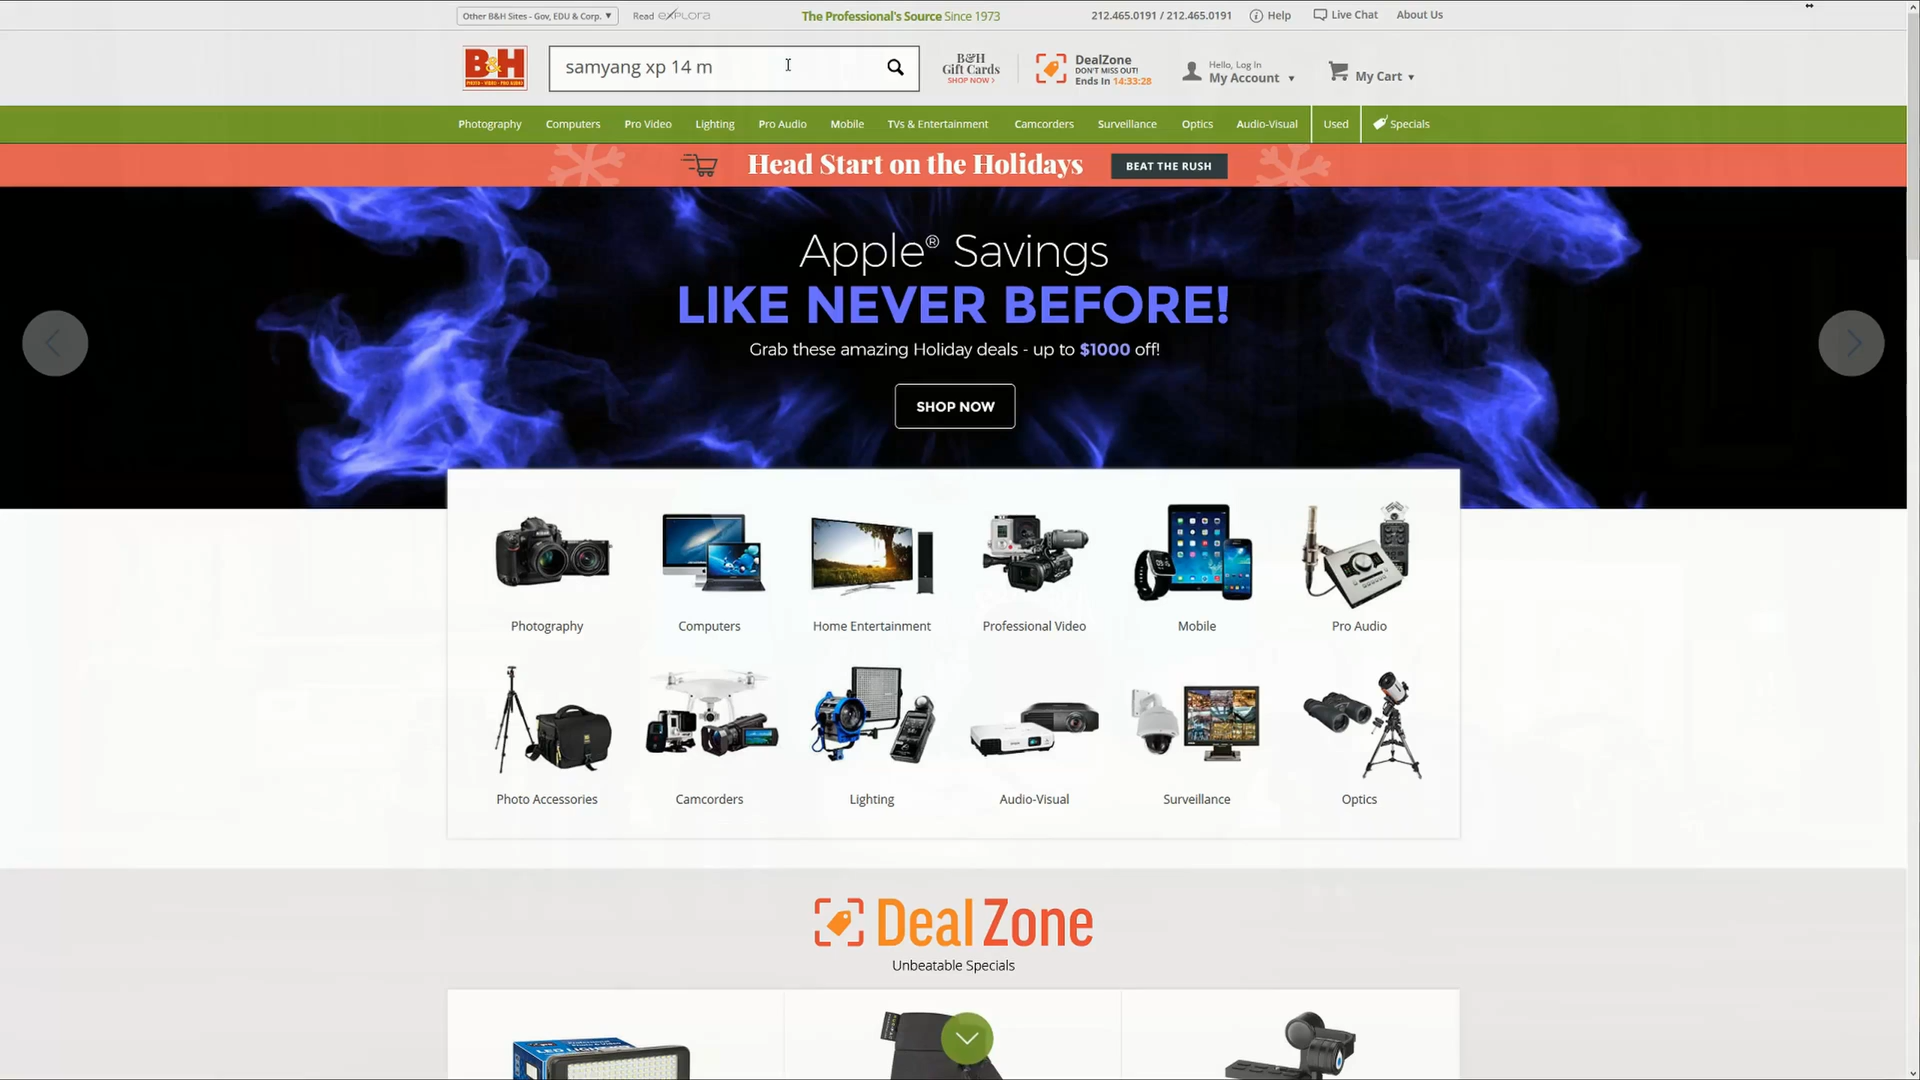 Other B&H Sites - Gov, EDU & Corp. ▼
Read eXPLORA
The Professional's Source Since 1973
212.465.0191 / 212.465.0191
Help
Live Chat
About Us
B&H
PHOTO • VIDEO • PRO AUDIO
samyang xp 14 m
B&H
Gift Cards
SHOP NOW >
DealZone
DON'T MISS OUT!
Ends In 14:33:28
Hello, Log In
My Account ▼
My Cart ▼
Photography
Computers
Pro Video
Lighting
Pro Audio
Mobile
TVs & Entertainment
Camcorders
Surveillance
Optics
Audio-Visual
Used
Specials
Head Start on the Holidays
BEAT THE RUSH
Apple® Savings
LIKE NEVER BEFORE!
Grab these amazing Holiday deals - up to $1000 off!
SHOP NOW
Photography
Computers
Home Entertainment
Professional Video
Mobile
Pro Audio
Photo Accessories
Camcorders
Lighting
Audio-Visual
Surveillance
Optics
Deal Zone
Unbeatable Specials